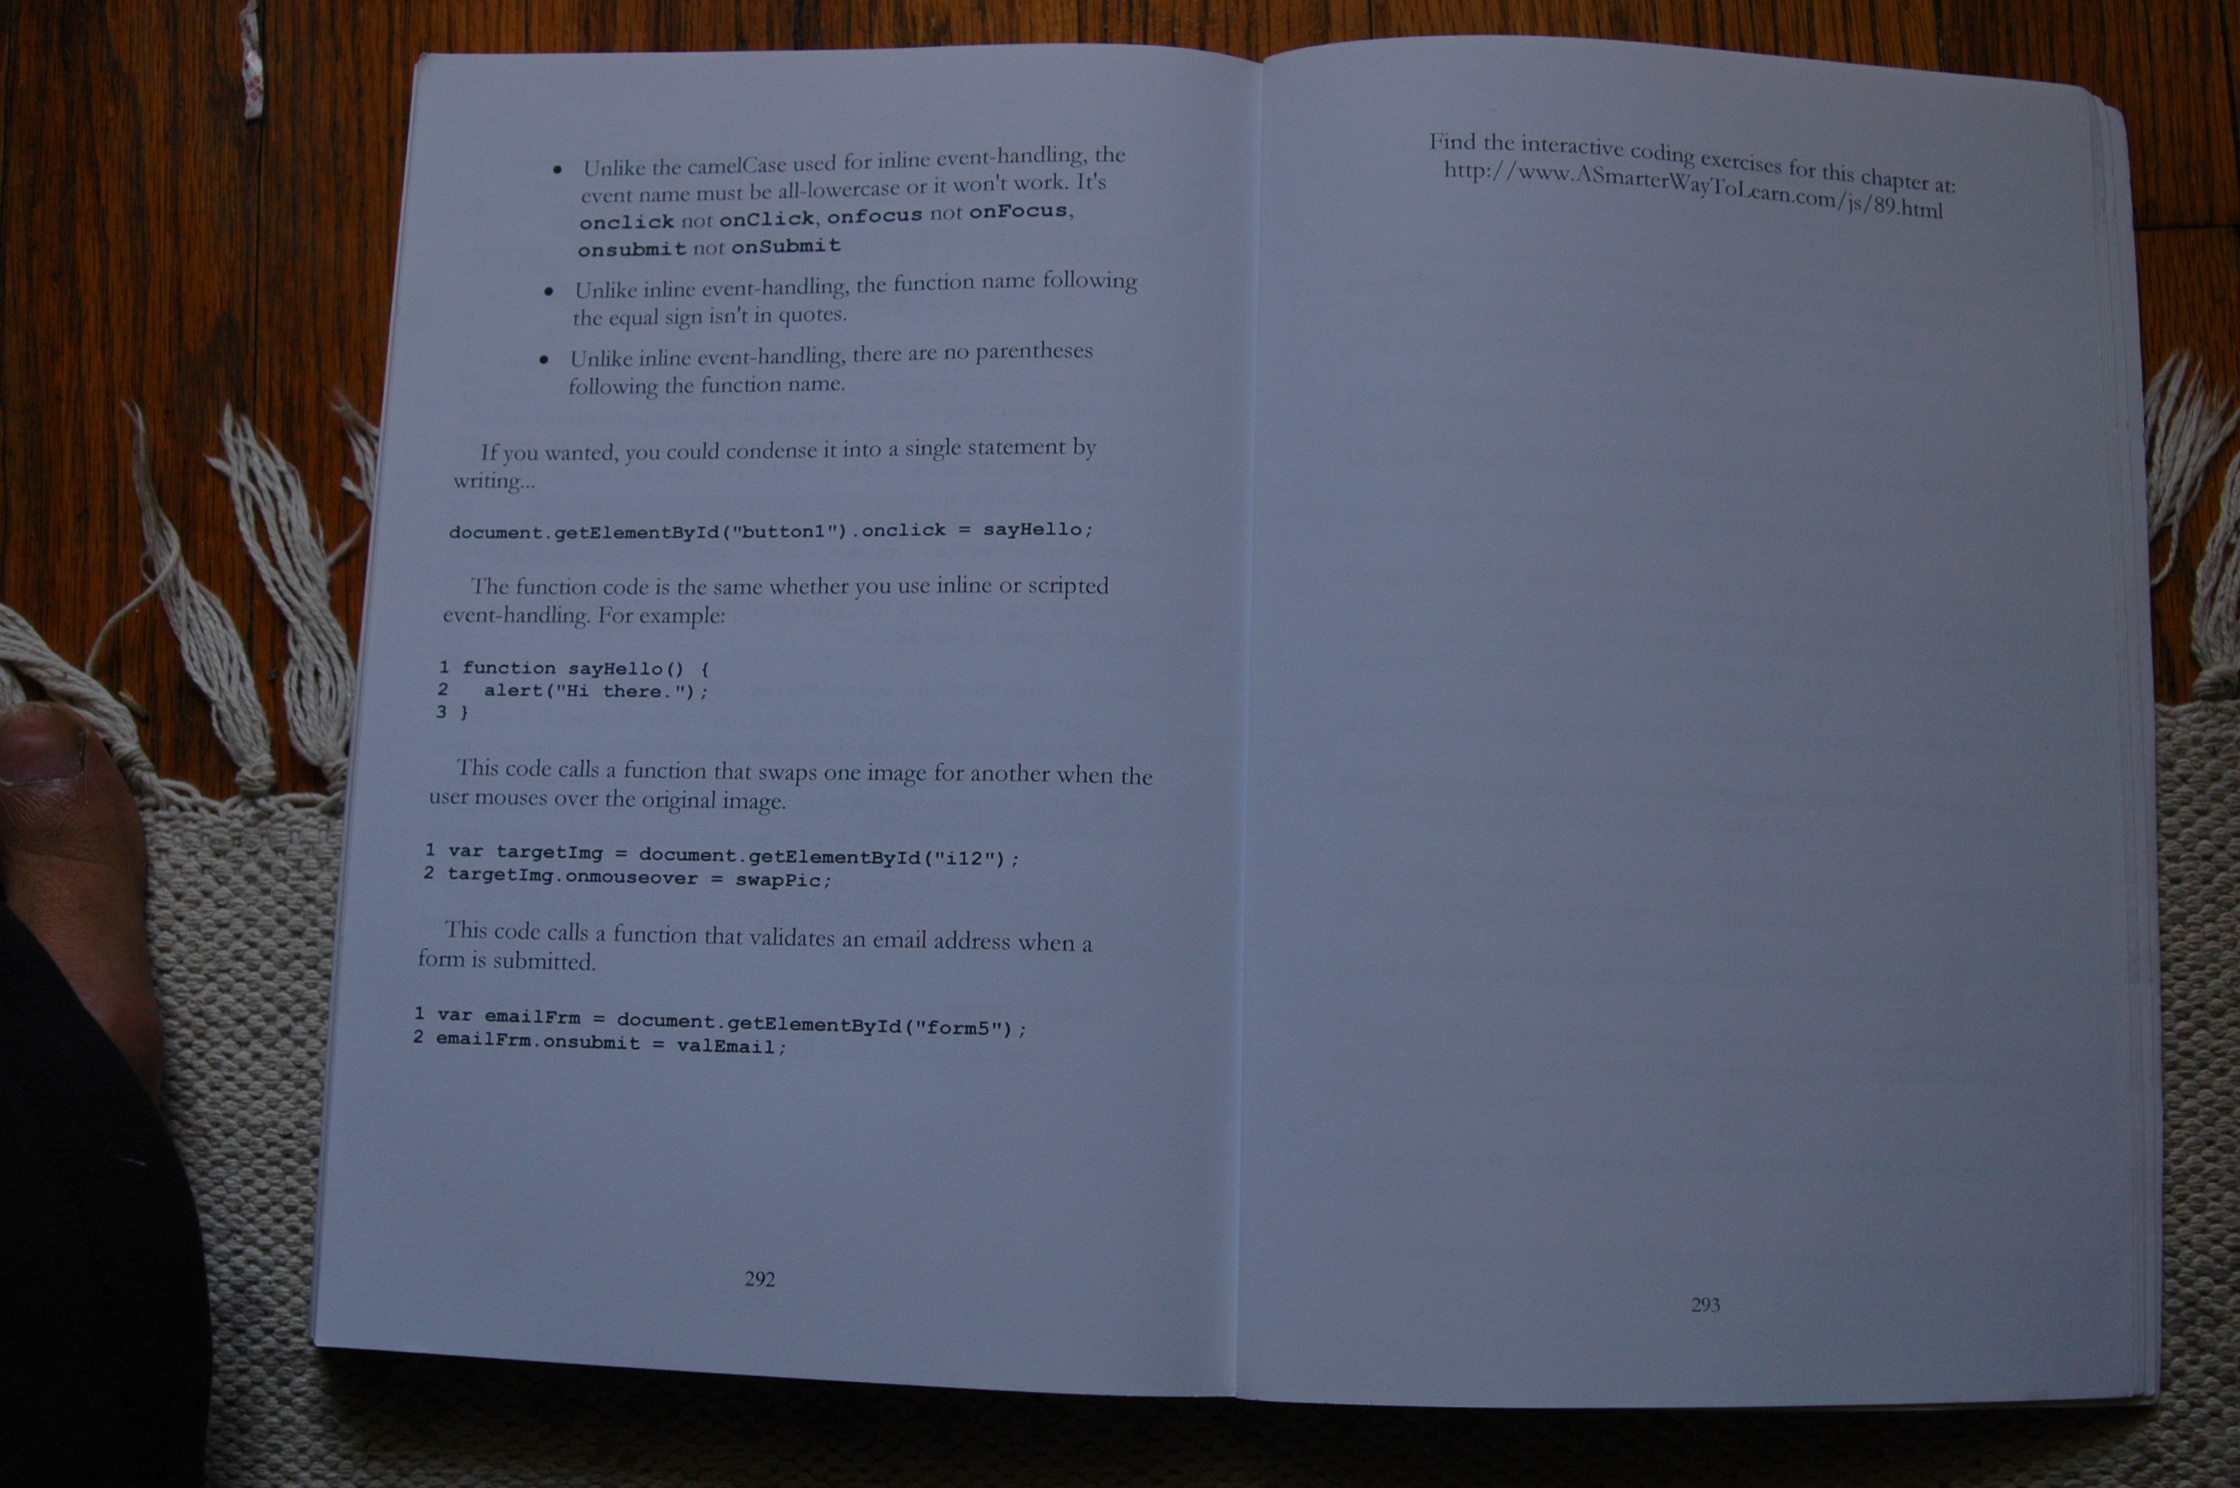 • Unlike the camelCase used for inline event-handling, the
event name must be all-lowercase or it won't work. It's
onclick not onClick, onfocus not onFocus,
onsubmit not onSubmit
• Unlike inline event-handling, the function name following
the equal sign isn't in quotes.
• Unlike inline event-handling, there are no parentheses
following the function name.
If you wanted, you could condense it into a single statement by
writing...
document.getElementById("button1").onclick = sayHello;
The function code is the same whether you use inline or scripted
event-handling. For example:
1 function sayHello() {
2   alert("Hi there.");
3 }
This code calls a function that swaps one image for another when the
user mouses over the original image.
1 var targetImg = document.getElementById("i12");
2 targetImg.onmouseover = swapPic;
This code calls a function that validates an email address when a
form is submitted.
1 var emailFrm = document.getElementById("form5");
2 emailFrm.onsubmit = valEmail;
292
Find the interactive coding exercises for this chapter at:
http://www.ASmarterWayToLearn.com/js/89.html
293